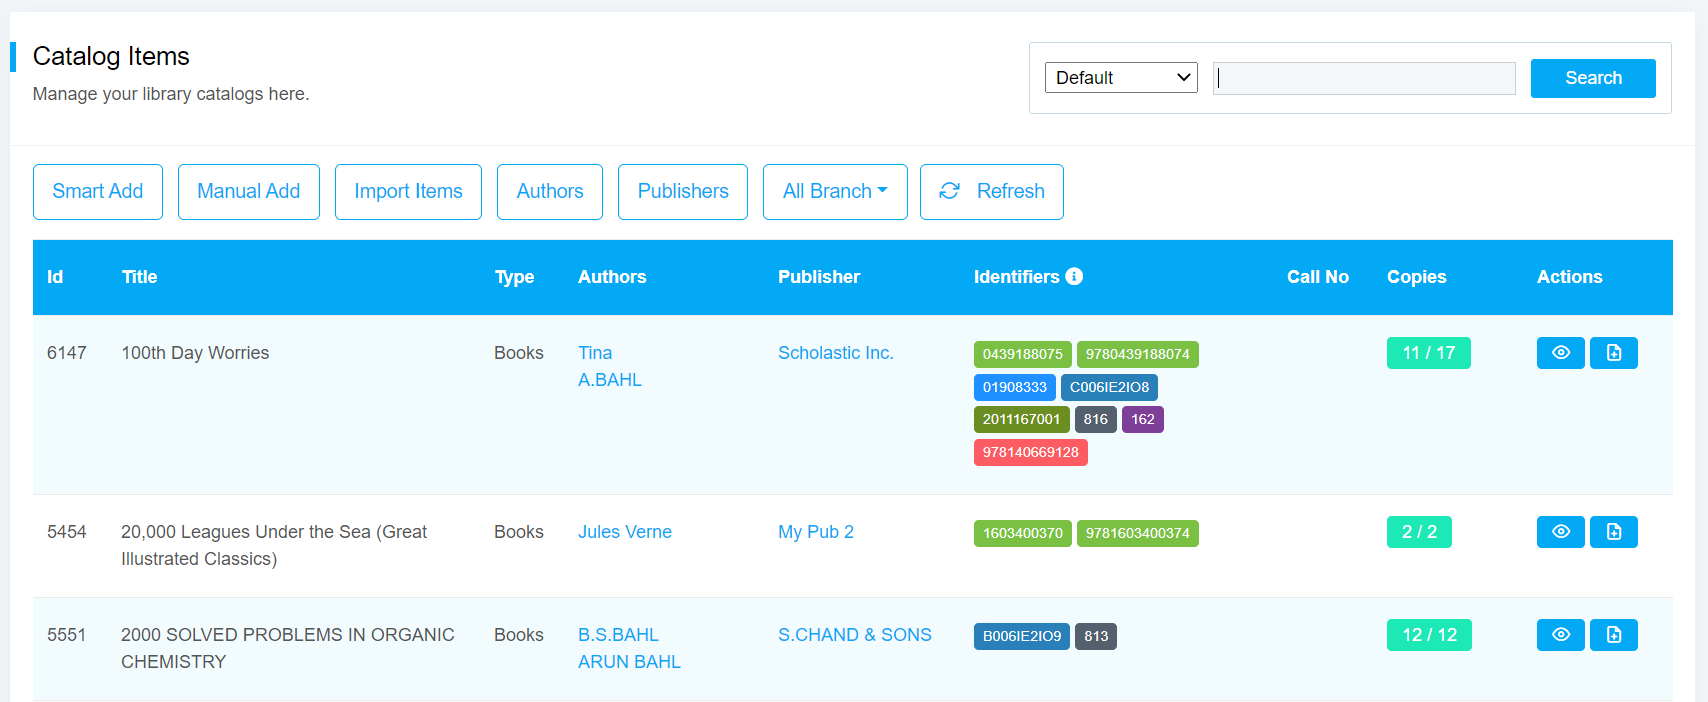 Catalog Items
Manage your library catalogs here.
Default
Search
Smart Add
Manual Add
Import Items
Authors
Publishers
All Branch
Refresh
Id Title Type Authors Publisher Identifiers Call No Copies Actions
6147 100th Day Worries Books Tina Scholastic Inc. 0439188075 9780439188074 11 / 17
A.BAHL
01908333 C006IE2IO8
2011167001 816 162
978140669128
5454 20,000 Leagues Under the Sea (Great Books Jules Verne My Pub 2 1603400370 9781603400374 2 / 2
Illustrated Classics)
5551 2000 SOLVED PROBLEMS IN ORGANIC Books B.S.BAHL S.CHAND & SONS B006IE2IO9 813 12 / 12
CHEMISTRY ARUN BAHL